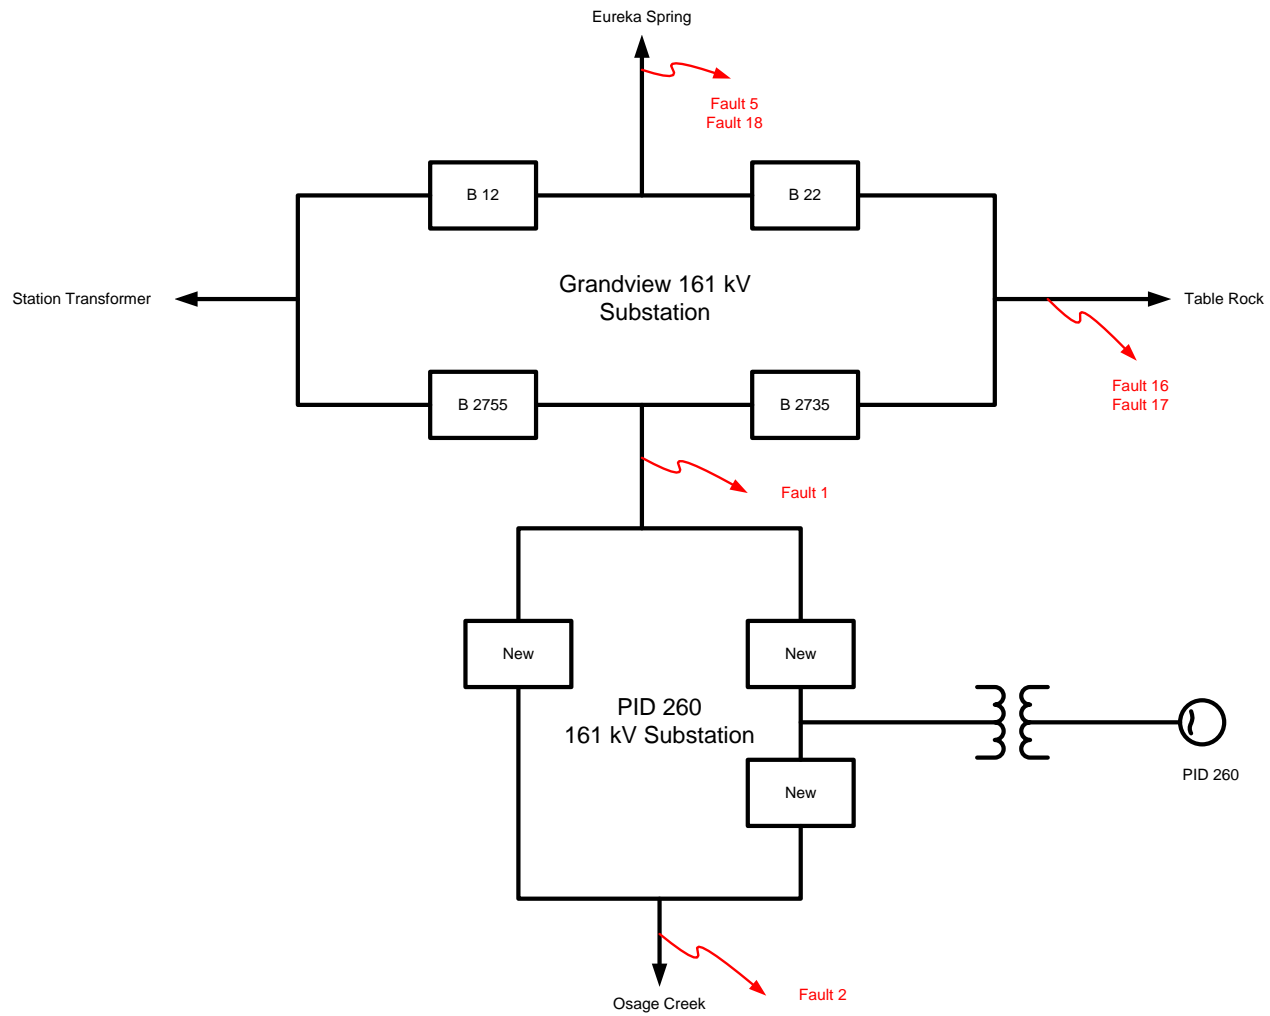 Eureka Spring
Fault 5
Fault 18
B 12
B 22
Grandview 161 kV
Substation
Station Transformer
Table Rock
Fault 16
Fault 17
B 2755
B 2735
Fault 1
New
New
PID 260
161 kV Substation
PID 260
New
Fault 2
Osage Creek